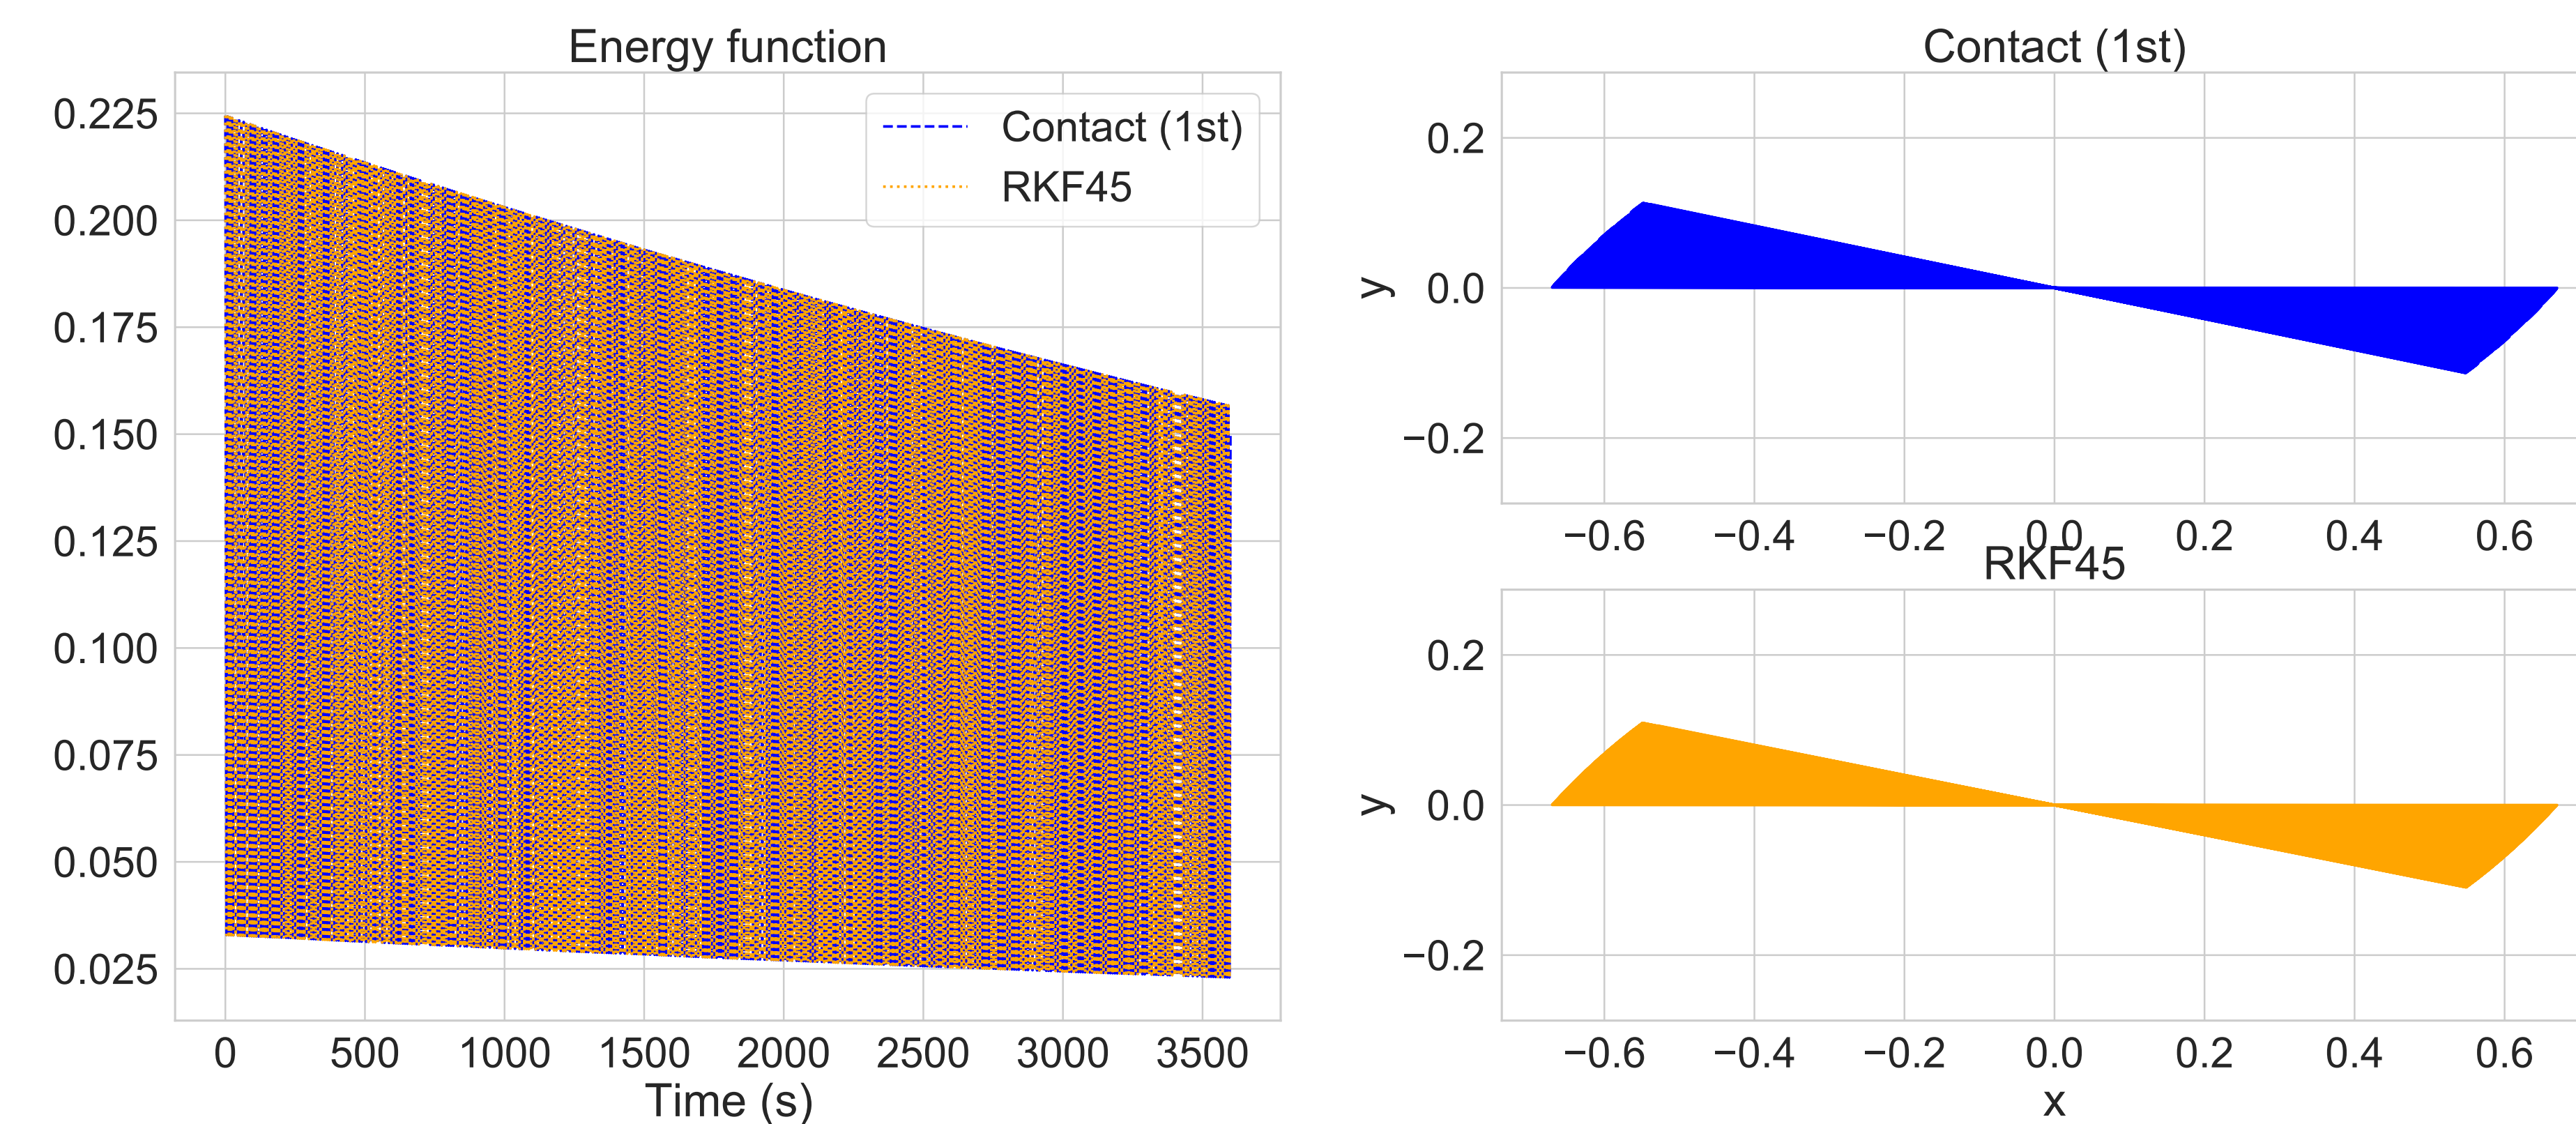 Energy function
0.225
0.200
0.175
0.150
0.125
0.100
0.075
0.050
0.025
Contact (1st)
RKF45
0 500 1000 1500 2000 2500 3000 3500
Time (s)
Contact (1st)
y
0.2
0.0
−0.2
−0.6 −0.4 −0.2 0.0 0.2 0.4 0.6
RKF45
y
0.2
0.0
−0.2
−0.6 −0.4 −0.2 0.0 0.2 0.4 0.6
x